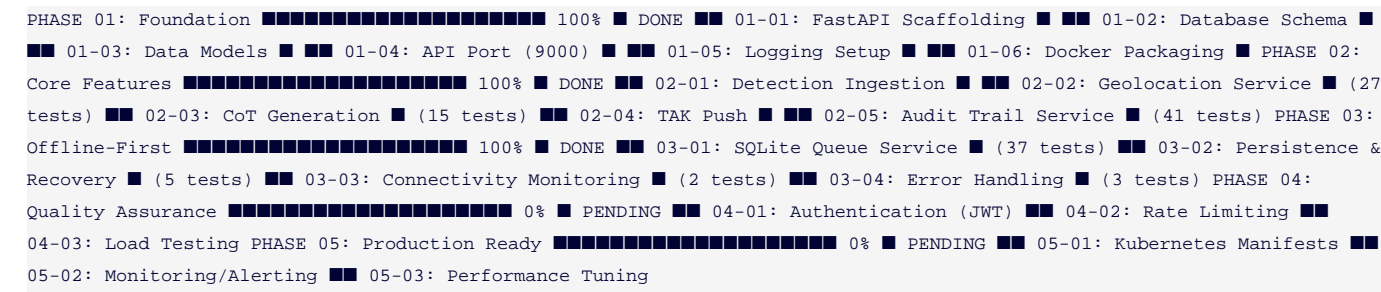 PHASE 01: Foundation ■■■■■■■■■■■■■■■■■■■■ 100% ■ DONE ■■ 01-01: FastAPI Scaffolding ■ ■■ 01-02: Database Schema ■
■■ 01-03: Data Models ■ ■■ 01-04: API Port (9000) ■ ■■ 01-05: Logging Setup ■ ■■ 01-06: Docker Packaging ■ PHASE 02:
Core Features ■■■■■■■■■■■■■■■■■■■■ 100% ■ DONE ■■ 02-01: Detection Ingestion ■ ■■ 02-02: Geolocation Service ■ (27
tests) ■■ 02-03: CoT Generation ■ (15 tests) ■■ 02-04: TAK Push ■ ■■ 02-05: Audit Trail Service ■ (41 tests) PHASE 03:
Offline-First ■■■■■■■■■■■■■■■■■■■■ 100% ■ DONE ■■ 03-01: SQLite Queue Service ■ (37 tests) ■■ 03-02: Persistence &
Recovery ■ (5 tests) ■■ 03-03: Connectivity Monitoring ■ (2 tests) ■■ 03-04: Error Handling ■ (3 tests) PHASE 04:
Quality Assurance ■■■■■■■■■■■■■■■■■■■■ 0% ■ PENDING ■■ 04-01: Authentication (JWT) ■■ 04-02: Rate Limiting ■■
04-03: Load Testing PHASE 05: Production Ready ■■■■■■■■■■■■■■■■■■■■ 0% ■ PENDING ■■ 05-01: Kubernetes Manifests ■■
05-02: Monitoring/Alerting ■■ 05-03: Performance Tuning